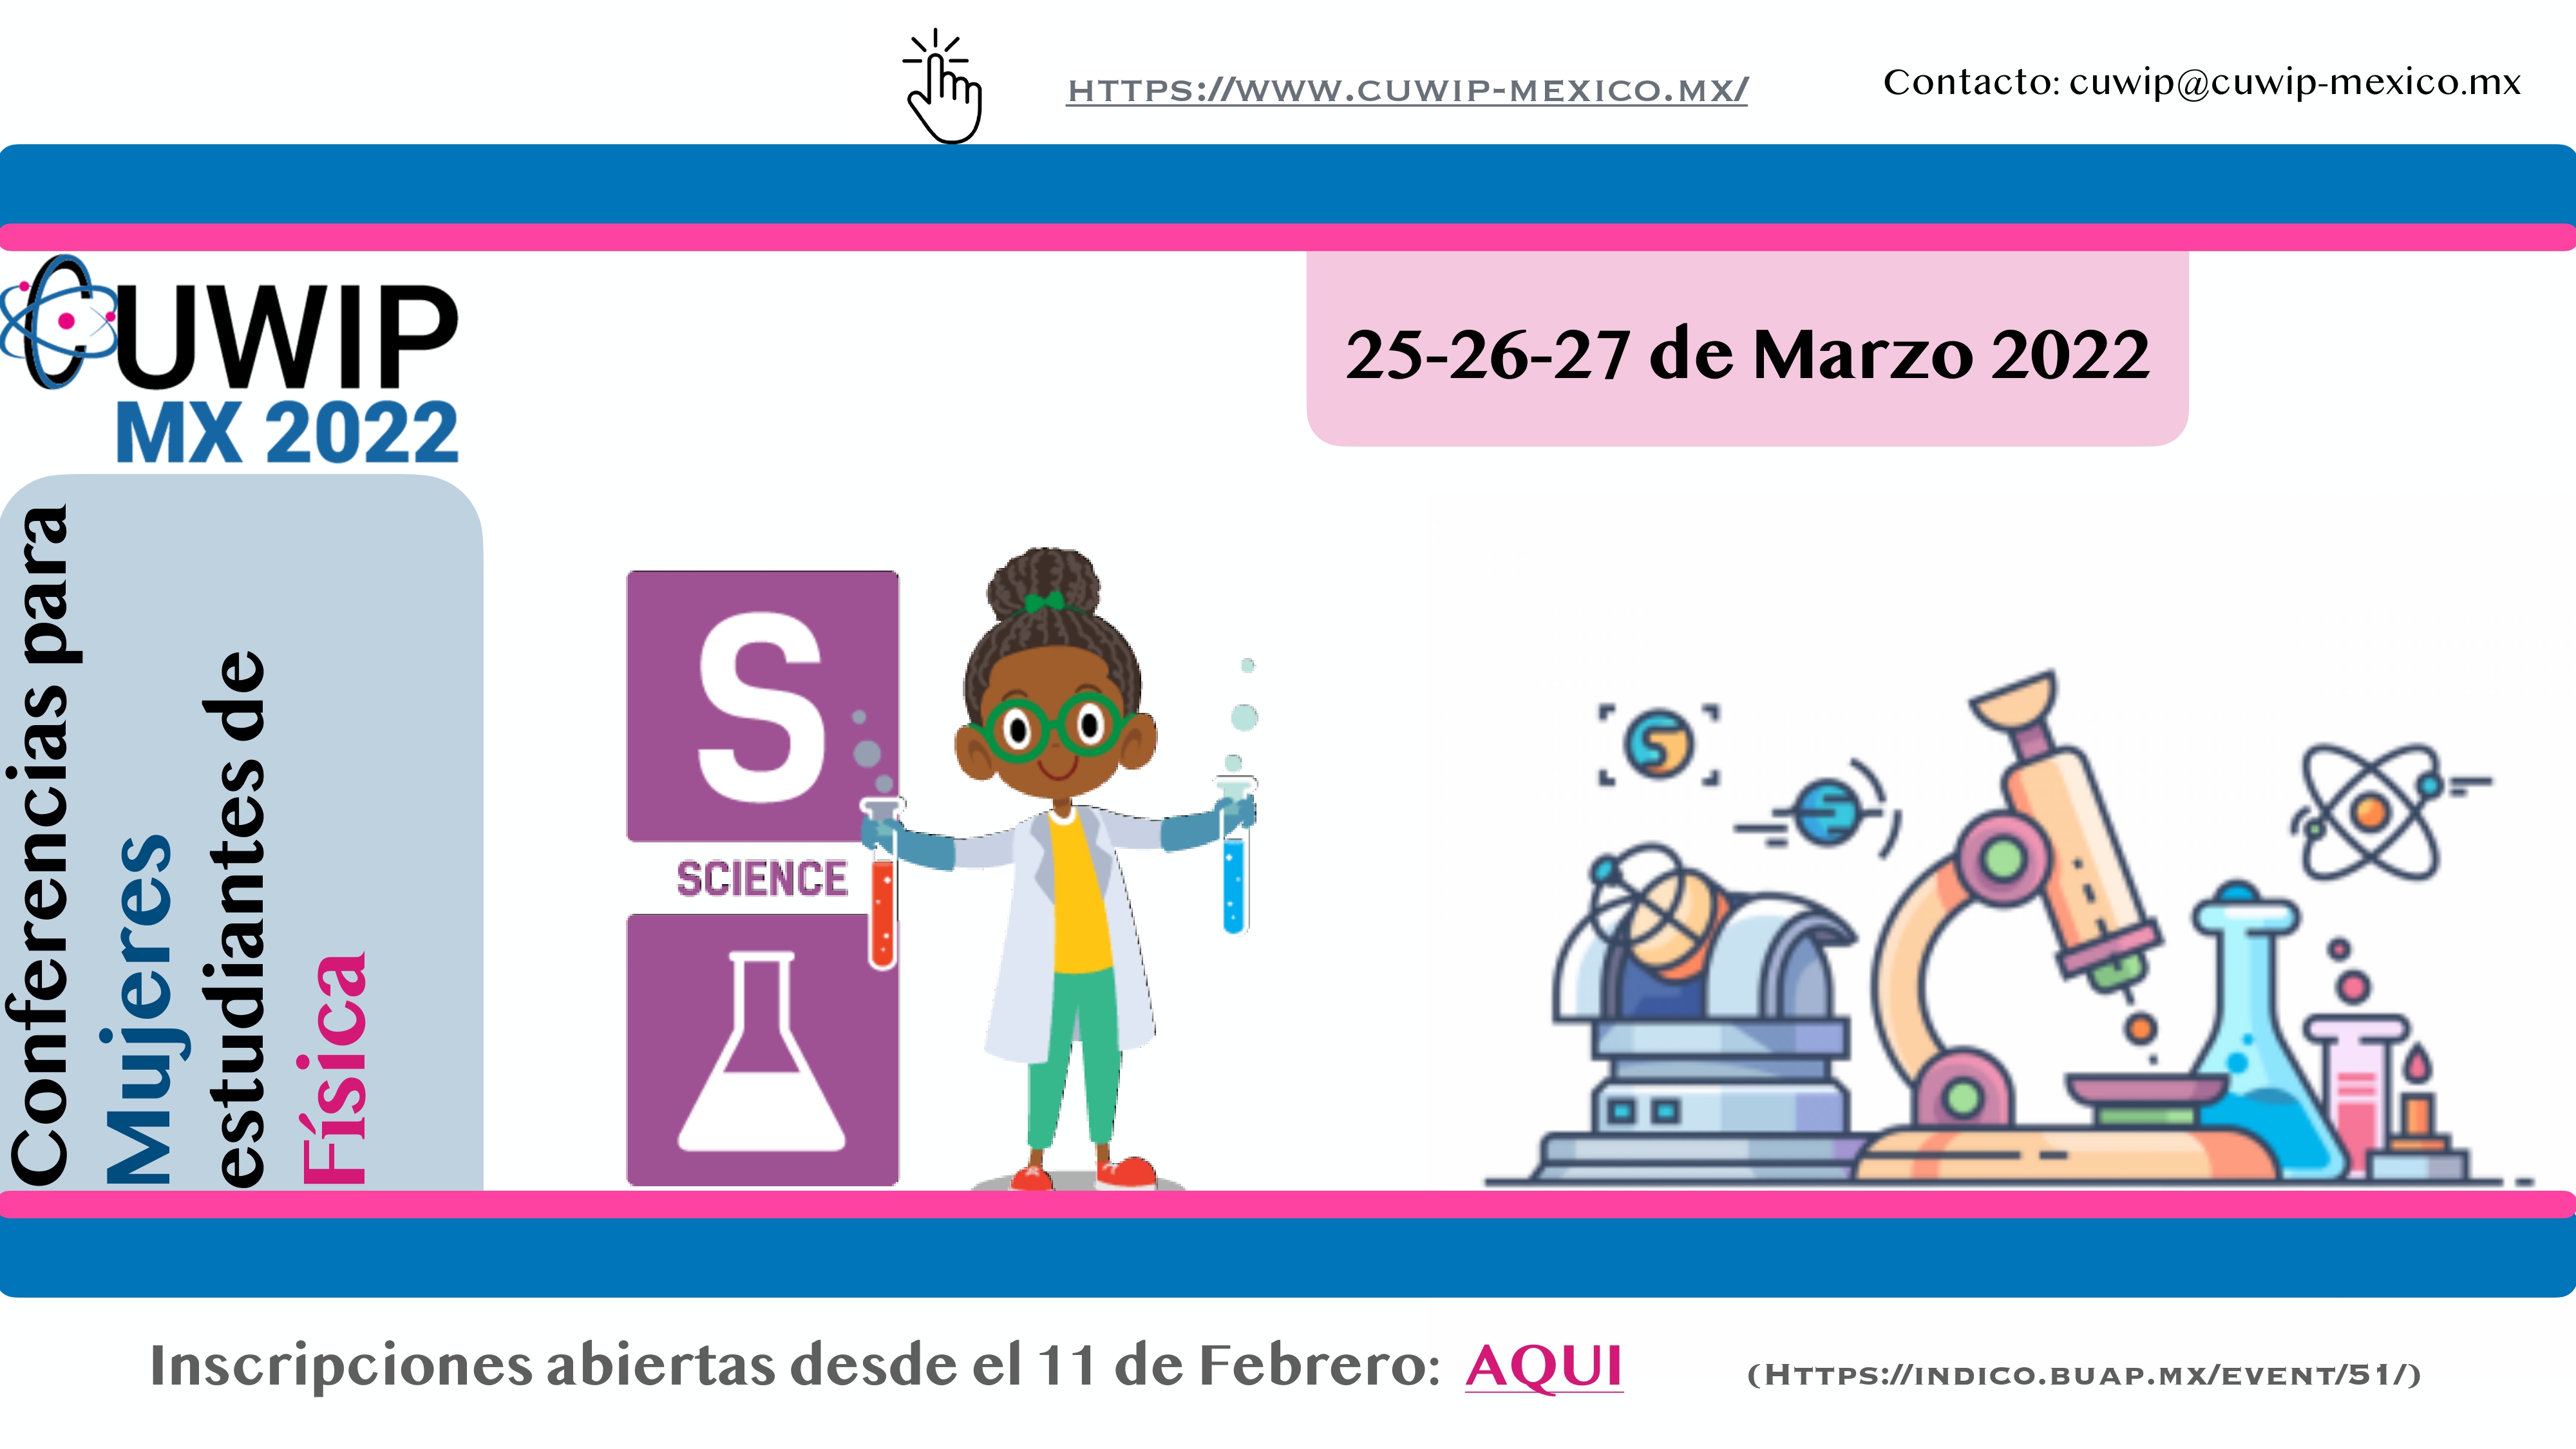 HTTPS://WWW.CUWIP-MEXICO.MX/
Contacto: cuwip@cuwip-mexico.mx
CUWIP
MX 2022
25-26-27 de Marzo 2022
Conferencias para
Mujeres
estudiantes de
Física
S
SCIENCE
Inscripciones abiertas desde el 11 de Febrero: AQUI
(HTTPS://INDICO.BUAP.MX/EVENT/51/)